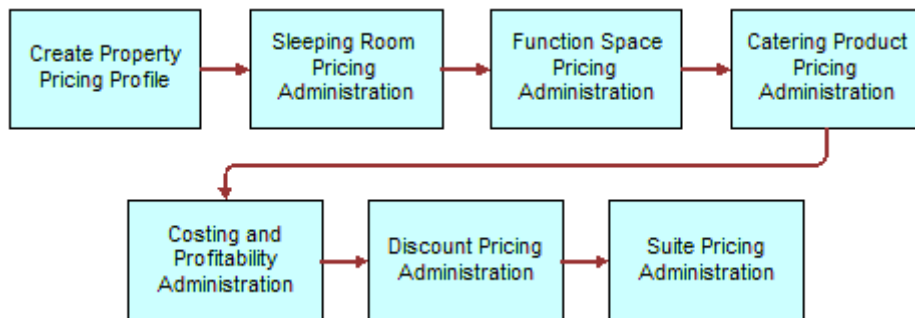 Create Property
Pricing Profile
Sleeping Room
Pricing
Administration
Function Space
Pricing
Administration
Catering Product
Pricing
Administration
Costing and
Profitability
Administration
Discount Pricing
Administration
Suite Pricing
Administration